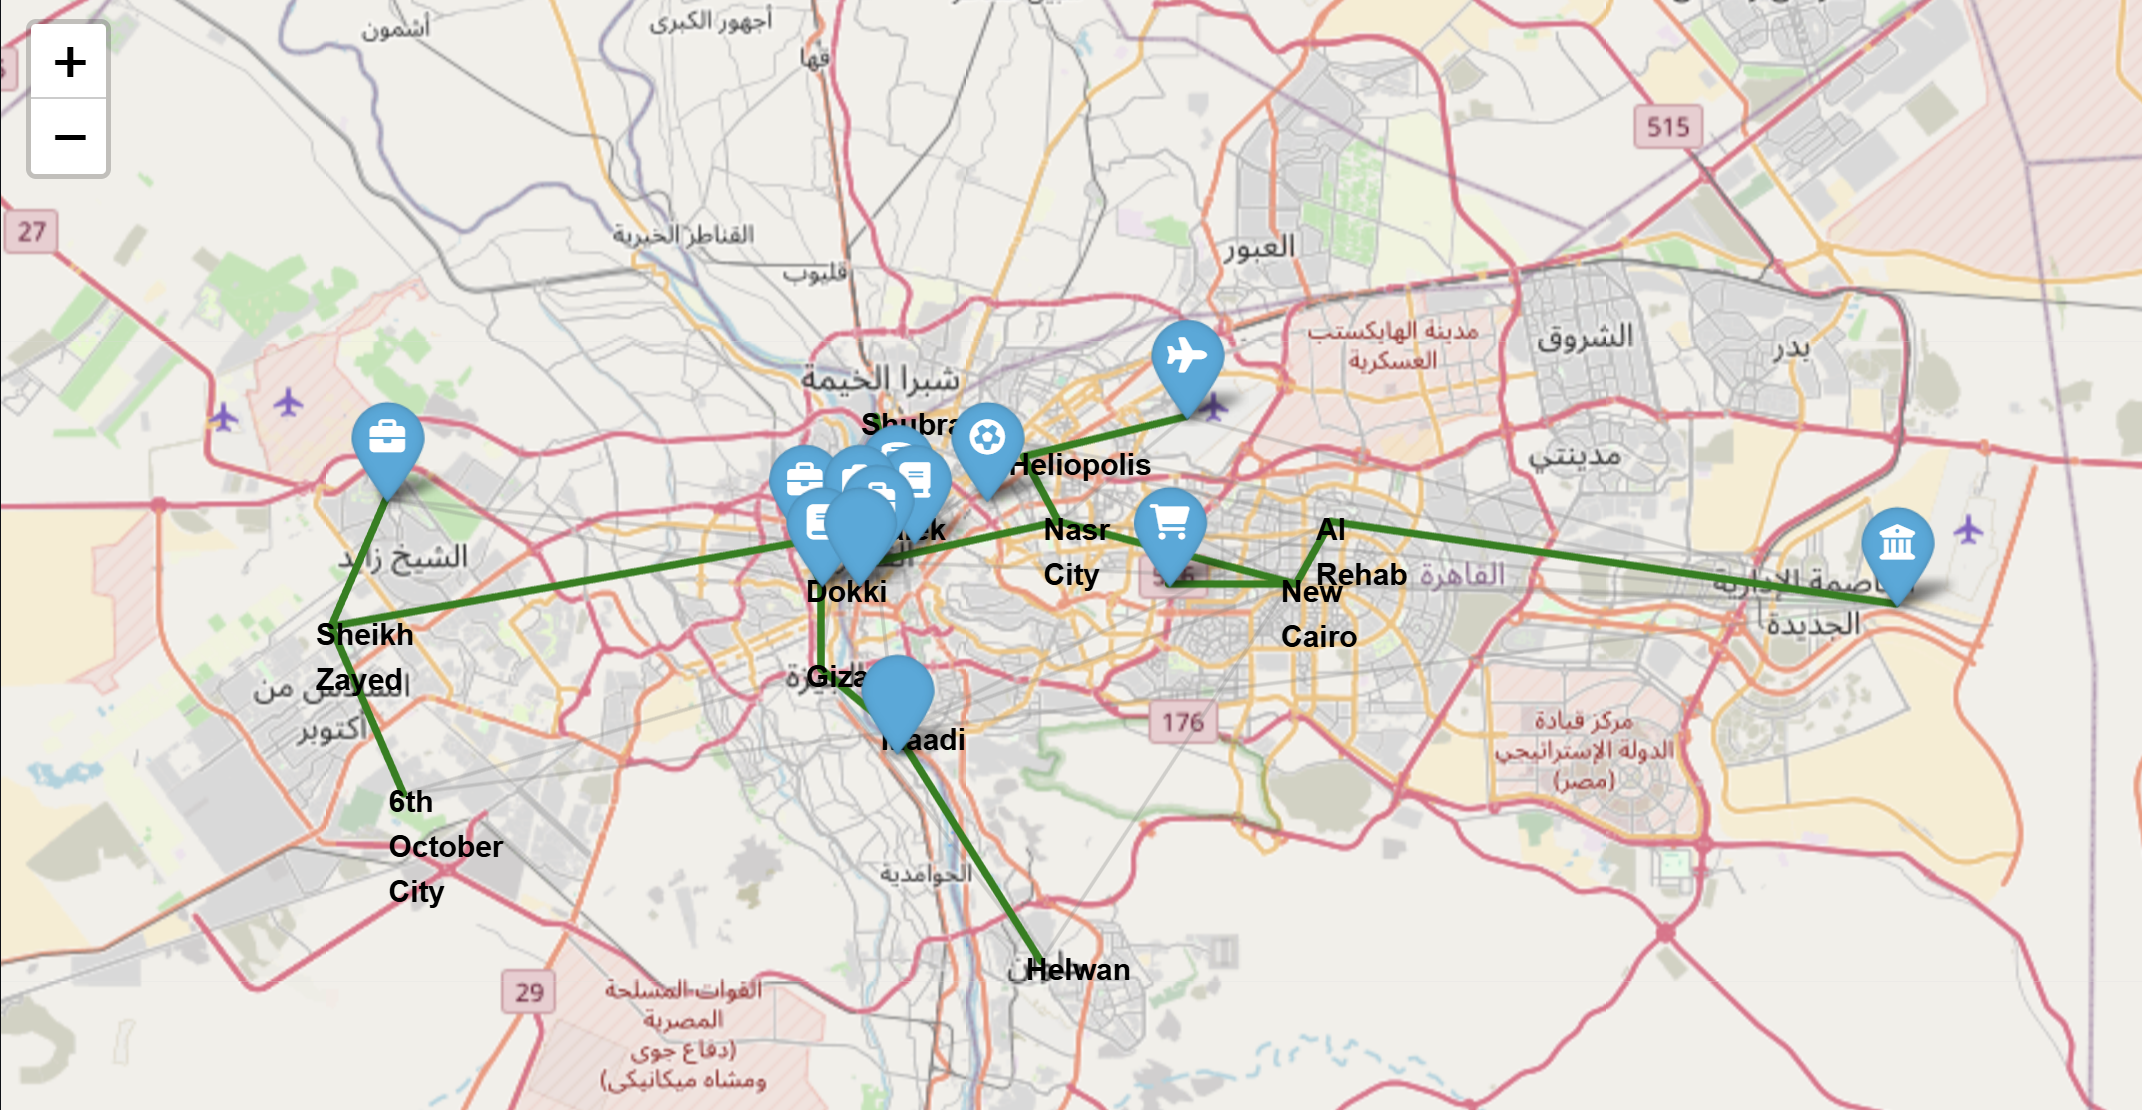 +
−
أشمون
أجهور الكبرى
قها
515
27
القناطر الخيرية
قليوب
العبور
مدينة الهايكستب
العسكرية
الشروق
بدر
شبرا الخيمة
Shubra
Heliopolis
مدينتي
الشيخ زايد
Nasr
City
Al
Rehab
القاهرة
Dokki
New
Cairo
الجديدة
Sheikh
Zayed
أكتوبر
Giza
6th
October
City
176
مركز قيادة
الدولة الإستراتيجي
(مصر)
الحوامدية
Helwan
29
القوات المسلحة
المصرية
(دفاع جوى
ومشاه ميكانيكى)